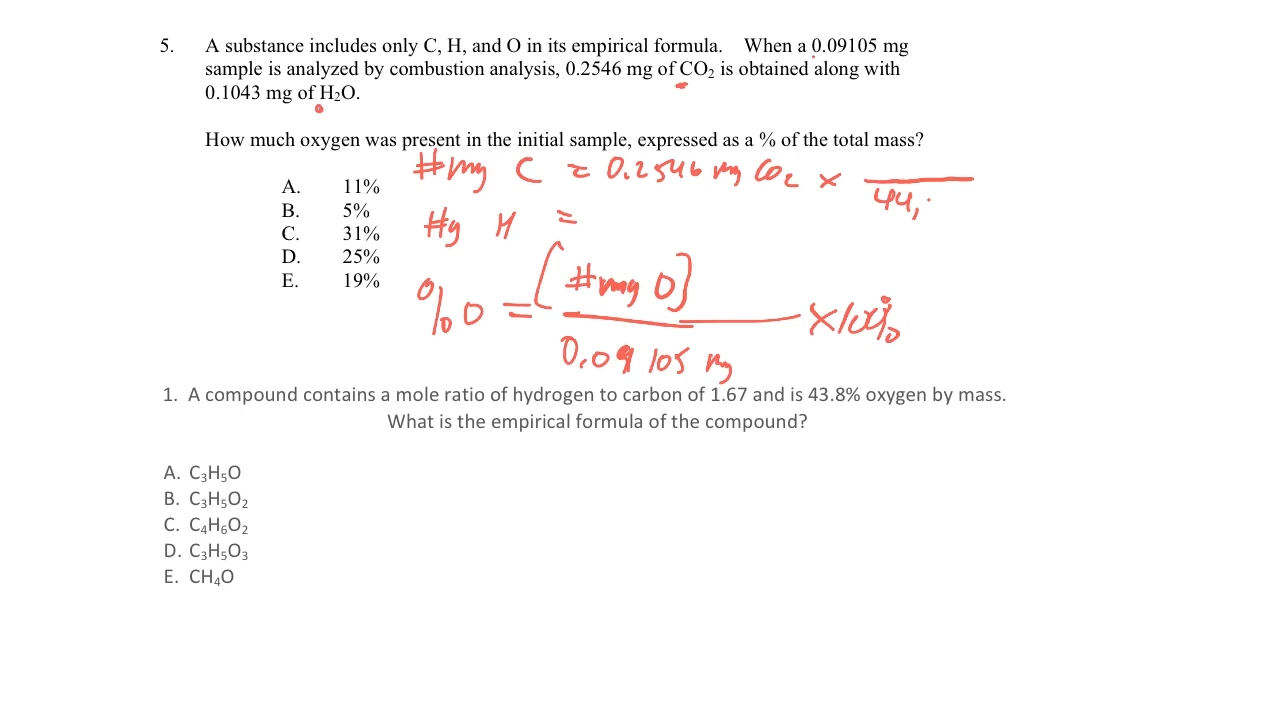 5. A substance includes only C, H, and O in its empirical formula. When a 0.09105 mg
sample is analyzed by combustion analysis, 0.2546 mg of CO₂ is obtained along with
0.1043 mg of H₂O.
How much oxygen was present in the initial sample, expressed as a % of the total mass?
#mg C = 0.2546 mg CO₂ ×
44.
A. 11%
B. 5%
C. 31%
D. 25%
E. 19%
#g H =
% O = [#mg O] × 100%
0.09105 mg
1. A compound contains a mole ratio of hydrogen to carbon of 1.67 and is 43.8% oxygen by mass.
What is the empirical formula of the compound?
A. C₃H₅O
B. C₃H₅O₂
C. C₄H₆O₂
D. C₃H₅O₃
E. CH₄O